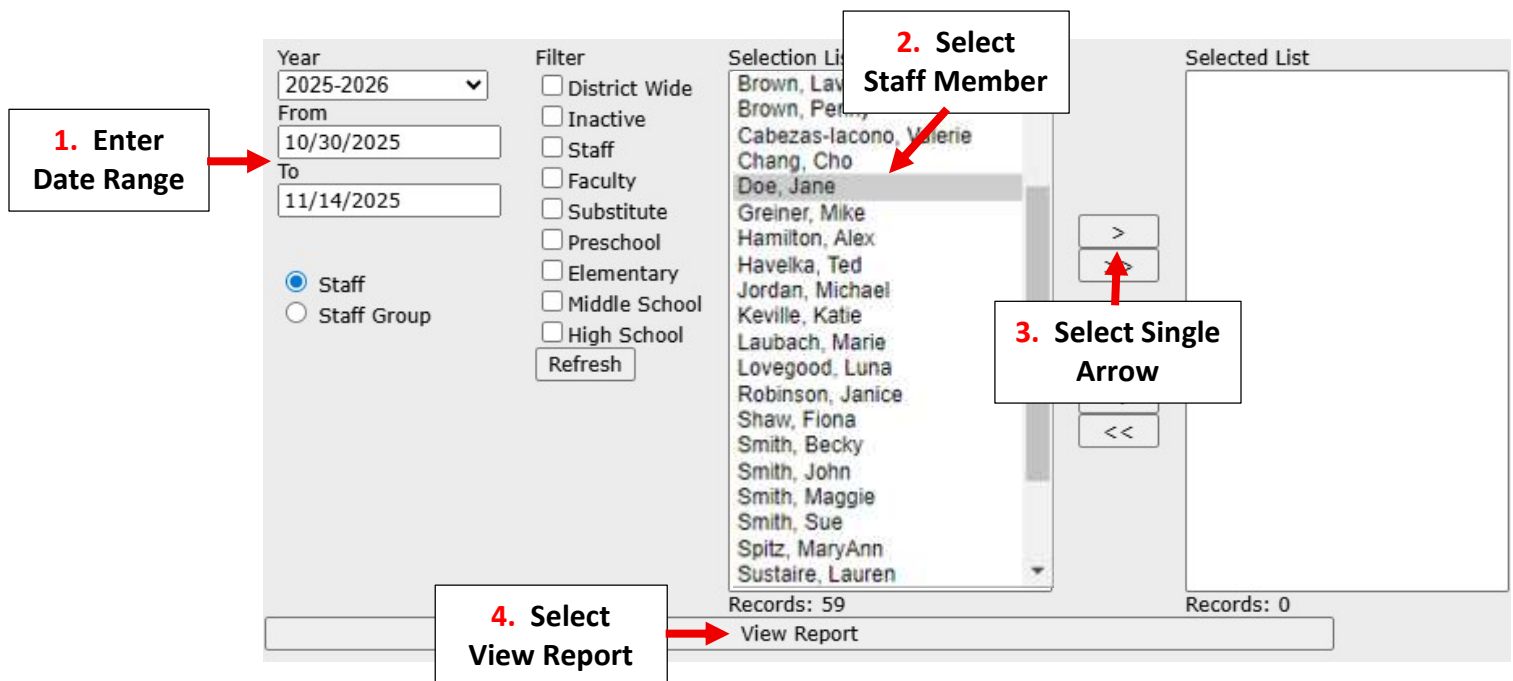 Year
2025-2026
From
10/30/2025
To
11/14/2025
Staff
Staff Group
1. Enter
Date Range
Filter
District Wide
Inactive
Staff
Faculty
Substitute
Preschool
Elementary
Middle School
High School
Refresh
Selection
2. Select
Staff Member
Brown,
Brown,
Cabezas-Iacono,
Chang, Cho
Doe, Jane
Greiner, Mike
Hamilton, Alex
Havelka, Ted
Jordan, Michael
Keville, Katie
Laubach, Marie
Lovegood, Luna
Robinson, Janice
Shaw, Fiona
Smith, Becky
Smith, John
Smith, Maggie
Smith, Sue
Spitz, MaryAnn
Sustaire, Lauren
Records: 59
>
>>
3. Select Single
Arrow
<<
Selected List
Records: 0
4. Select
View Report
View Report